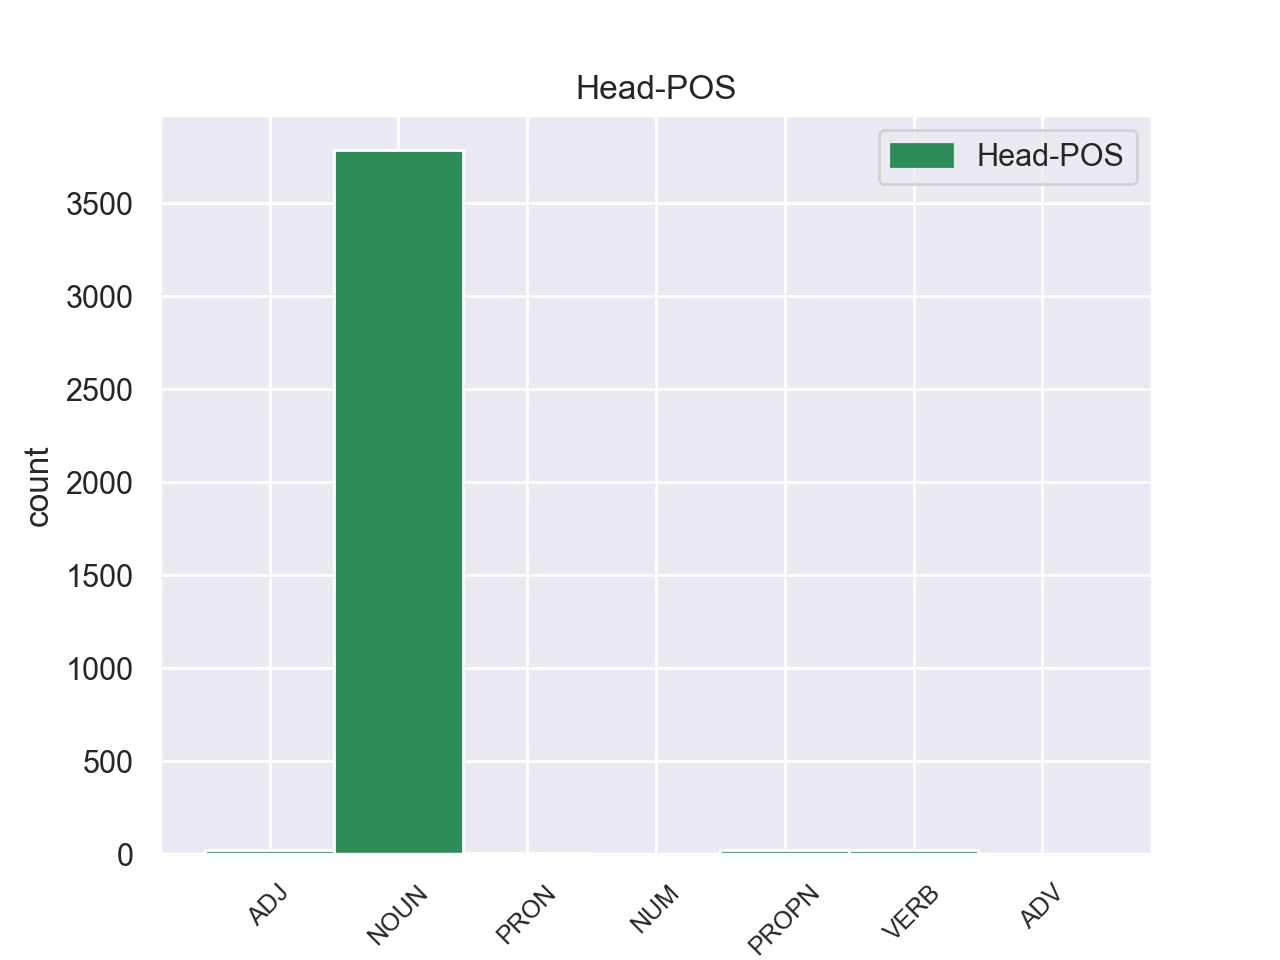 Head-POS
Head-POS
3500
3000
2500
2000
1500
1000
500
0
count
ADJ
NOUN
PRON
NUM
PROPN
VERB
ADV